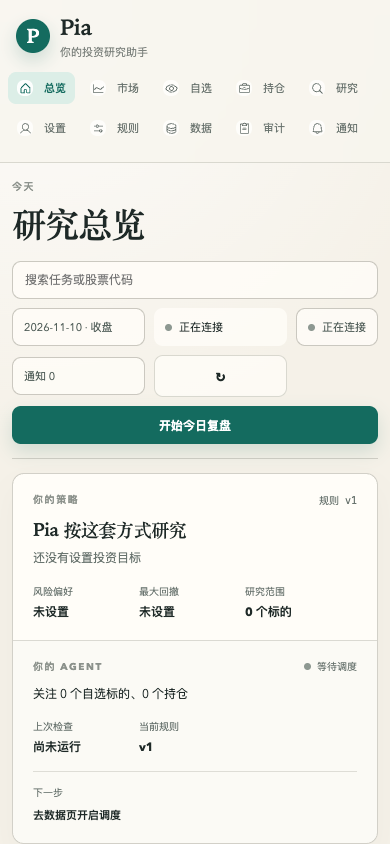 P
Pia
你的投资研究助手
总览 市场 自选 持仓 研究
设置 规则 数据 审计 通知
今天
研究总览
搜索任务或股票代码
2026-11-10 · 收盘 正在连接 正在连接
通知 0 ↻
开始今日复盘
你的策略 规则 v1
Pia 按这套方式研究
还没有设置投资目标
风险偏好 最大回撤 研究范围
未设置 未设置 0 个标的
你的 AGENT 等待调度
关注 0 个自选标的、0 个持仓
上次检查 当前规则
尚未运行 v1
下一步
去数据页开启调度